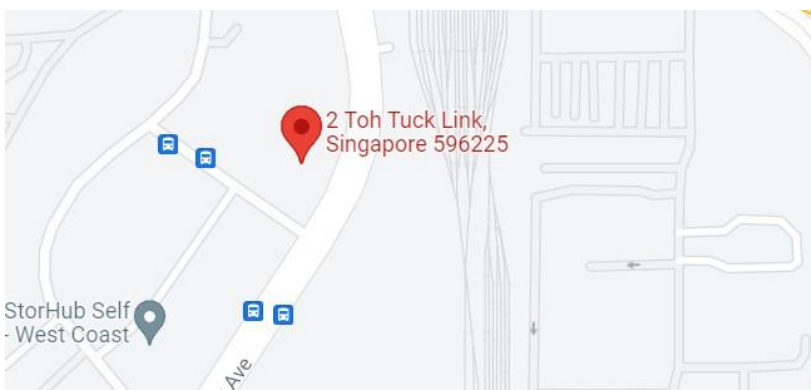 2 Toh Tuck Link,
Singapore 596225
StorHub Self
- West Coast
Ave